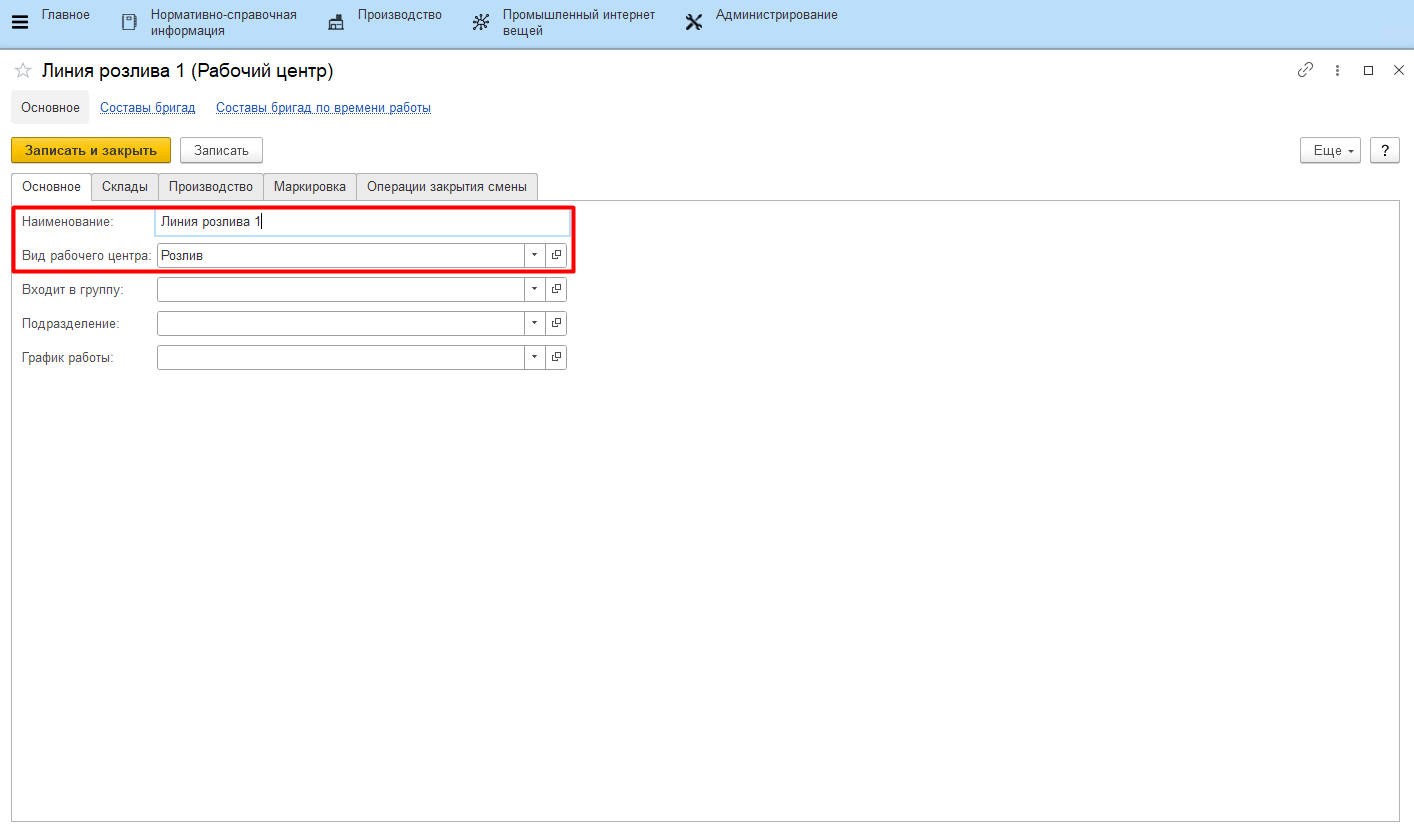 Главное
Нормативно-справочная
информация
Производство
Промышленный интернет
вещей
Администрирование
Линия розлива 1 (Рабочий центр)
Основное Составы бригад Составы бригад по времени работы
Записать и закрыть Записать Еще ?
Основное Склады Производство Маркировка Операции закрытия смены
Наименование: Линия розлива 1
Вид рабочего центра: Розлив
Входит в группу:
Подразделение:
График работы: